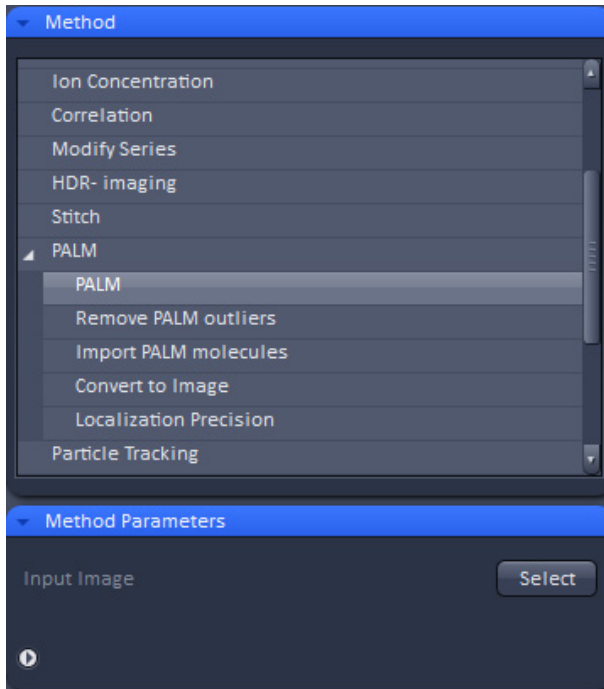 Method
Ion Concentration
Correlation
Modify Series
HDR- imaging
Stitch
PALM
PALM
Remove PALM outliers
Import PALM molecules
Convert to Image
Localization Precision
Particle Tracking
Method Parameters
Input Image
Select